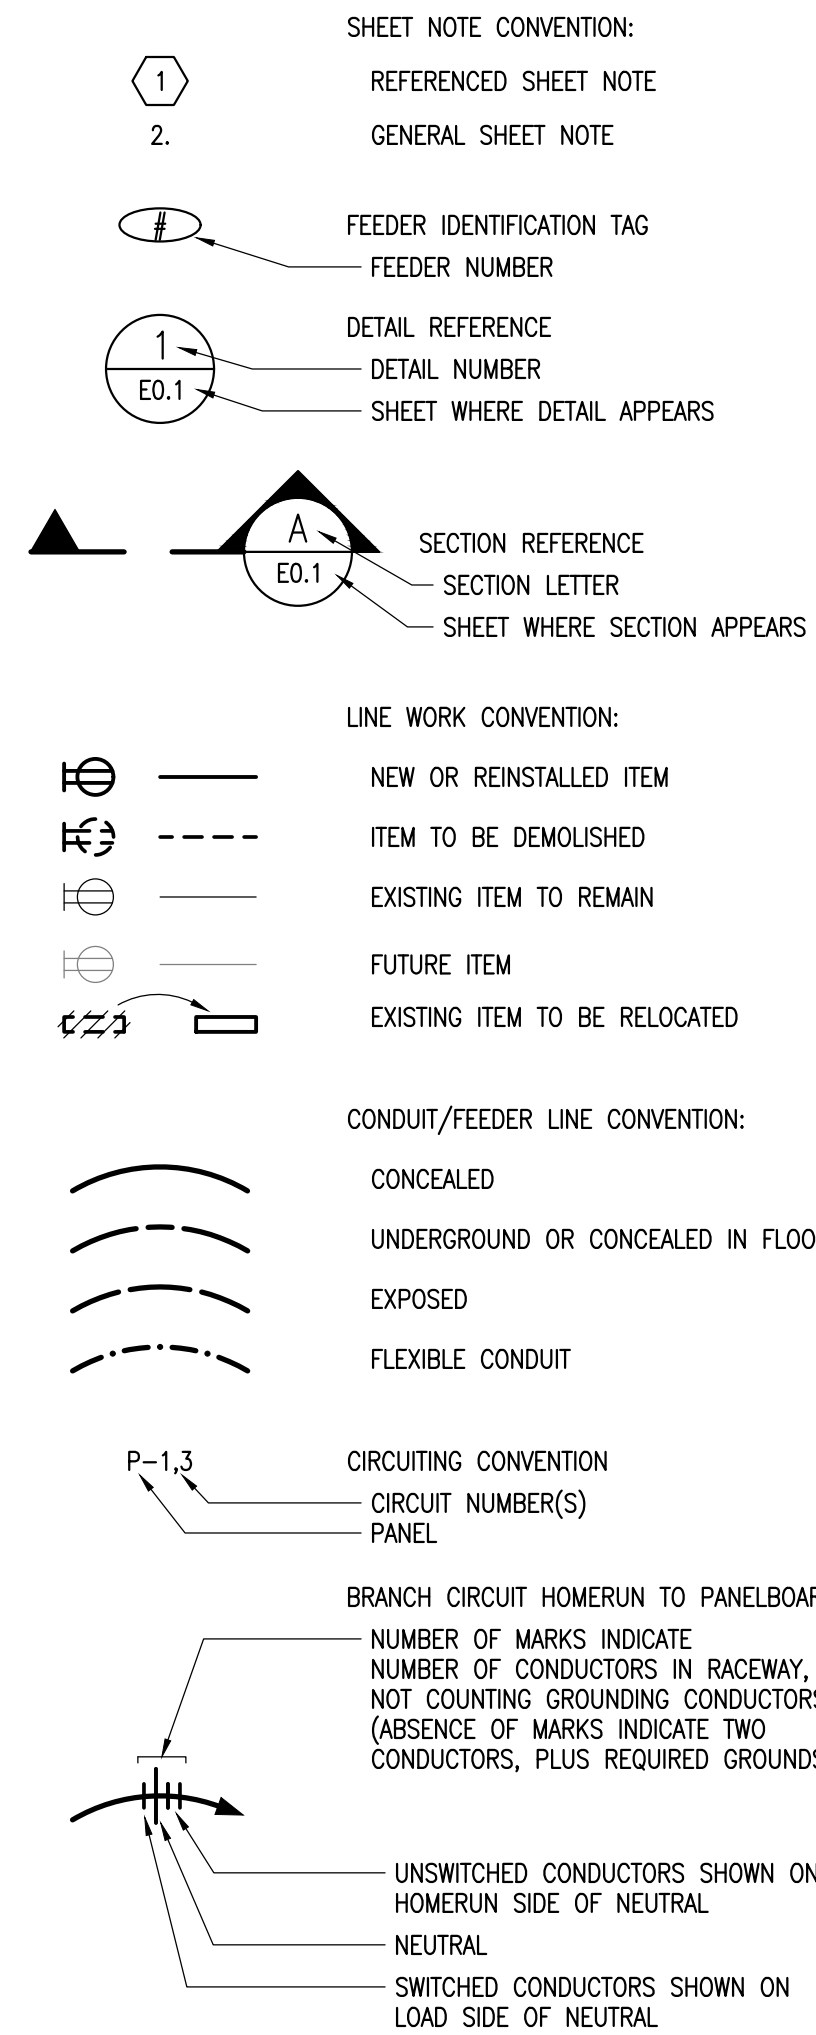 SHEET NOTE CONVENTION:
1 REFERENCED SHEET NOTE
2. GENERAL SHEET NOTE
# FEEDER IDENTIFICATION TAG
FEEDER NUMBER
DETAIL REFERENCE
1 DETAIL NUMBER
E0.1 SHEET WHERE DETAIL APPEARS
A SECTION REFERENCE
E0.1 SECTION LETTER
SHEET WHERE SECTION APPEARS
LINE WORK CONVENTION:
NEW OR REINSTALLED ITEM
ITEM TO BE DEMOLISHED
EXISTING ITEM TO REMAIN
FUTURE ITEM
EXISTING ITEM TO BE RELOCATED
CONDUIT/FEEDER LINE CONVENTION:
CONCEALED
UNDERGROUND OR CONCEALED IN FLOO
EXPOSED
FLEXIBLE CONDUIT
P-1,3 CIRCUITING CONVENTION
CIRCUIT NUMBER(S)
PANEL
BRANCH CIRCUIT HOMERUN TO PANELBOAR
NUMBER OF MARKS INDICATE
NUMBER OF CONDUCTORS IN RACEWAY,
NOT COUNTING GROUNDING CONDUCTORS
(ABSENCE OF MARKS INDICATE TWO
CONDUCTORS, PLUS REQUIRED GROUNDS
UNSWITCHED CONDUCTORS SHOWN ON
HOMERUN SIDE OF NEUTRAL
NEUTRAL
SWITCHED CONDUCTORS SHOWN ON
LOAD SIDE OF NEUTRAL